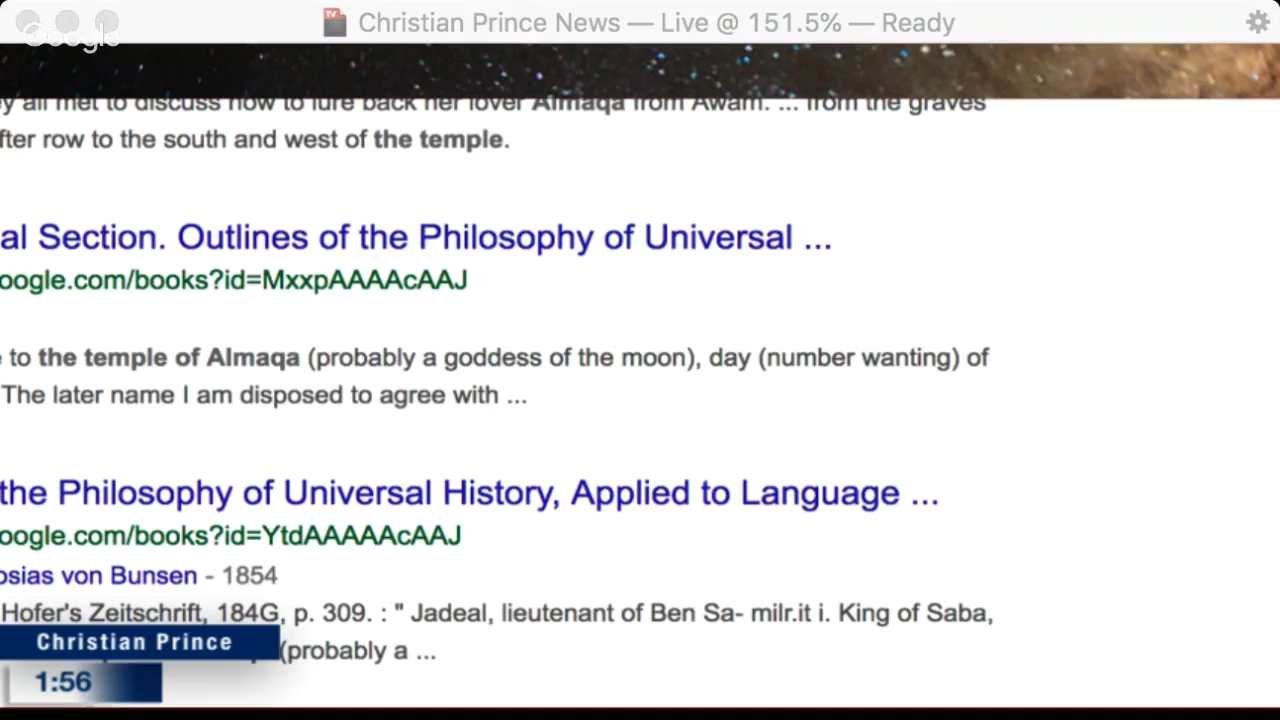 Christian Prince News — Live @ 151.5% — Ready
Google
y all met to discuss how to lure back her lover Almaqa from Awam. ... from the graves
fter row to the south and west of the temple.
al Section. Outlines of the Philosophy of Universal ...
oogle.com/books?id=MxxpAAAAcAAJ
e to the temple of Almaqa (probably a goddess of the moon), day (number wanting) of
The later name I am disposed to agree with ...
the Philosophy of Universal History, Applied to Language ...
oogle.com/books?id=YtdAAAAAcAAJ
osias von Bunsen - 1854
Hofer's Zeitschrift, 184G, p. 309. : " Jadeal, lieutenant of Ben Sa- milr.it i. King of Saba,
(probably a ...
Christian Prince
1:56